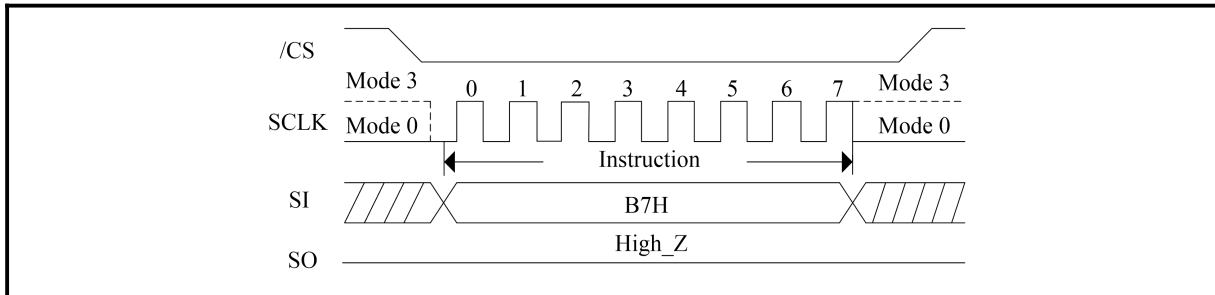 /CS
Mode 3
0 1 2 3 4 5 6 7
Mode 3
SCLK
Mode 0
Mode 0
Instruction
SI
B7H
High_Z
SO